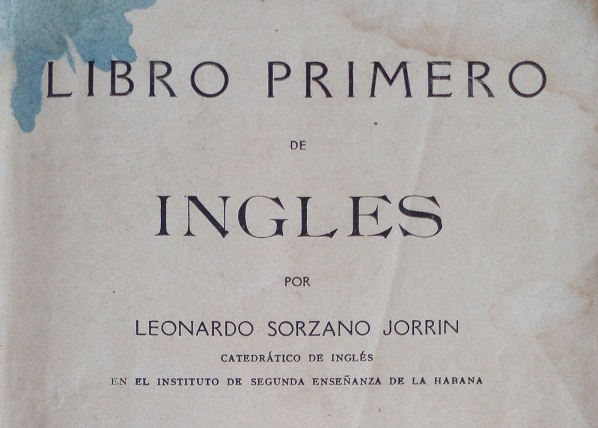 LIBRO PRIMERO
DE
INGLES
POR
LEONARDO SORZANO JORRIN
CATEDRÁTICO DE INGLÉS
EN EL INSTITUTO DE SEGUNDA ENSEÑANZA DE LA HABANA